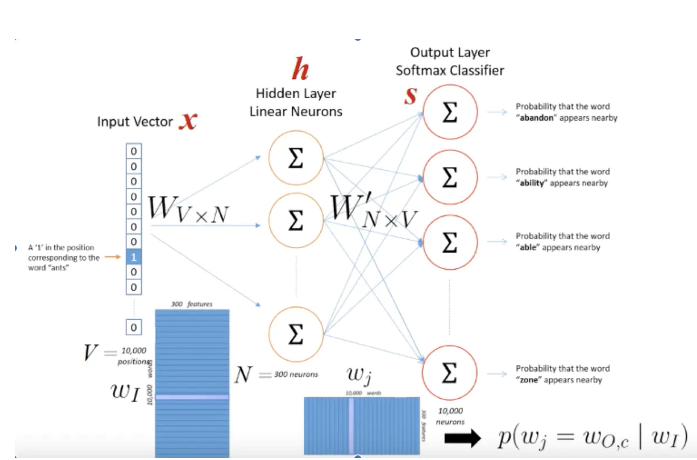 Output Layer
Softmax Classifier
h
s
Hidden Layer
Linear Neurons
Input Vector x
Σ
Probability that the word
"abandon" appears nearby
0
0
0
0
0
0
0
1
0
0
0
A '1' in the position
corresponding to the
word "ants"
W_{V×N}
Σ
Σ
W'_{N×V}
Σ
Probability that the word
"ability" appears nearby
Σ
Probability that the word
"able" appears nearby
300 features
Σ
V = 10,000
positions
w_I
10,000 words
N = 300 neurons
w_j
10,000 words
300 features
Σ
Probability that the word
"zone" appears nearby
10,000
neurons
p(w_j = w_{O,c} | w_I)